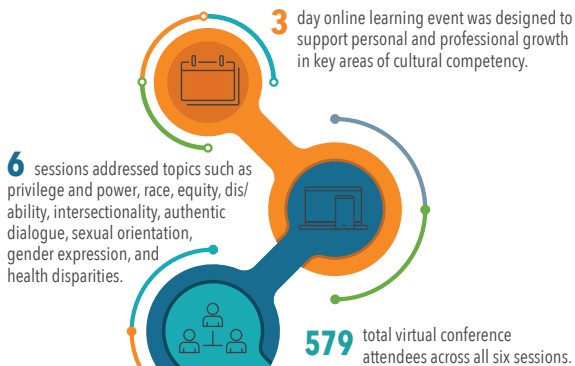 3 day online learning event was designed to
support personal and professional growth
in key areas of cultural competency.
6 sessions addressed topics such as
privilege and power, race, equity, dis/
ability, intersectionality, authentic
dialogue, sexual orientation,
gender expression, and
health disparities.
579 total virtual conference
attendees across all six sessions.